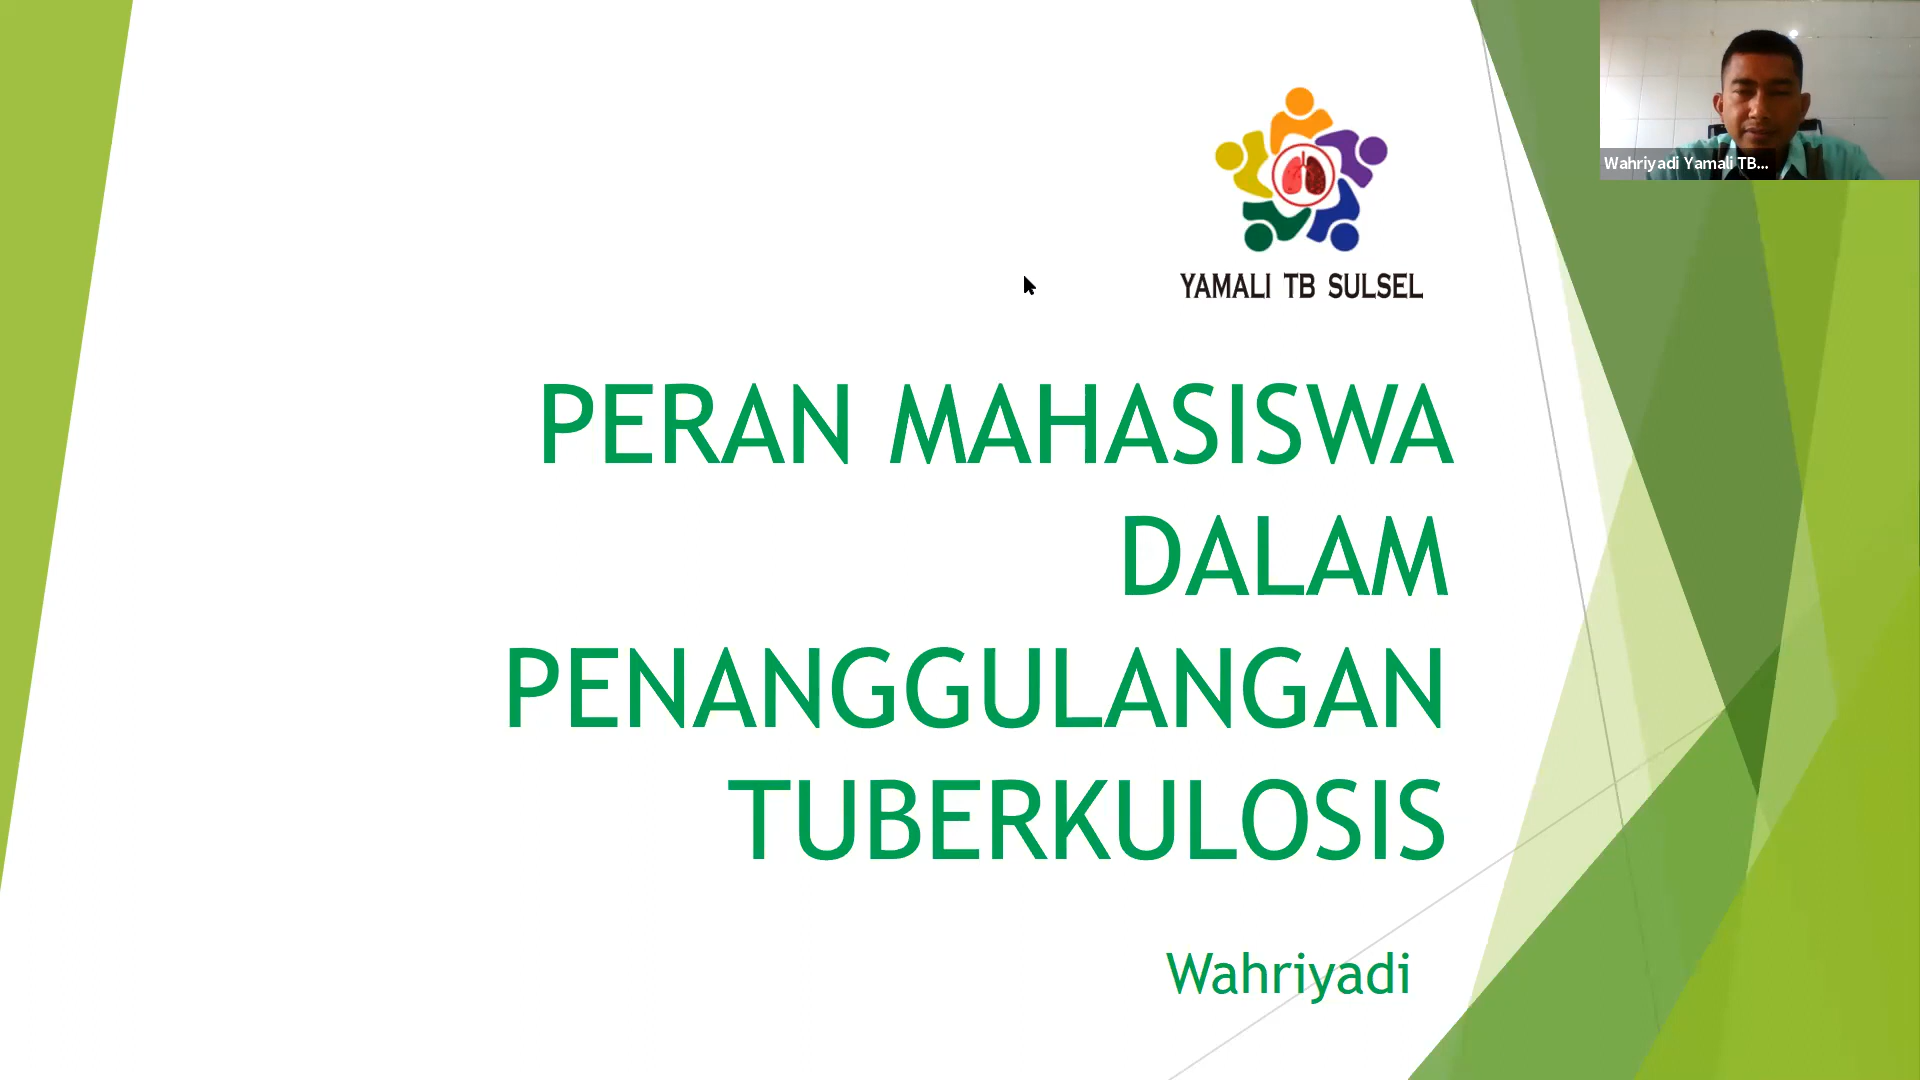 Wahriyadi Yamali TB...
YAMALI TB SULSEL
PERAN MAHASISWA
DALAM
PENANGGULANGAN
TUBERKULOSIS
Wahriyadi